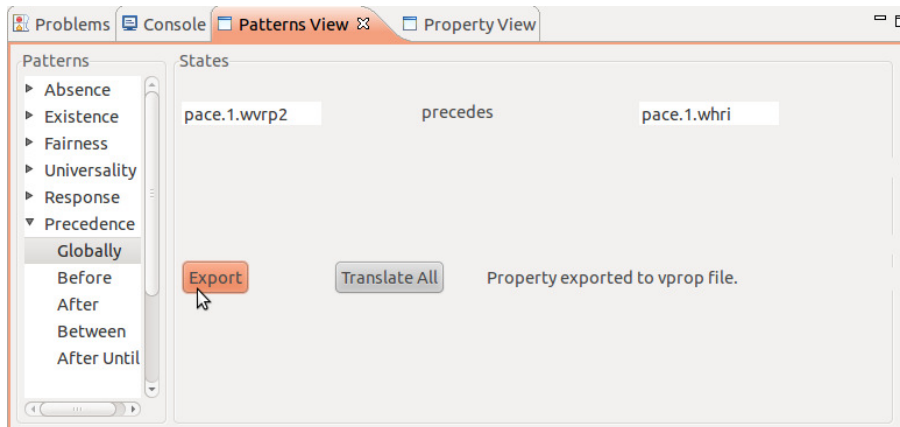 Problems Console Patterns View Property View
Patterns
Absence
Existence
Fairness
Universality
Response
Precedence
Globally
Before
After
Between
After Until
States
pace.1.wvrp2 precedes pace.1.whri
Export Translate All Property exported to vprop file.